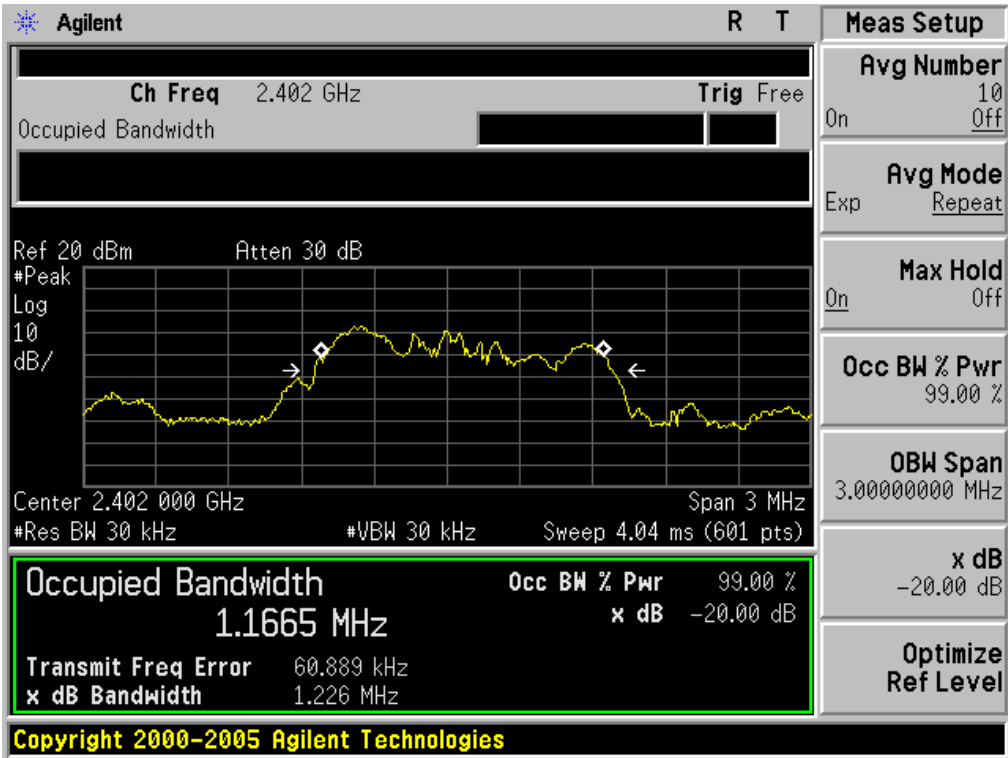 Agilent R T
Ch Freq 2.402 GHz Trig Free
Occupied Bandwidth
Ref 20 dBm Atten 30 dB
#Peak
Log
10
dB/
Center 2.402 000 GHz Span 3 MHz
#Res BW 30 kHz #VBW 30 kHz Sweep 4.04 ms (601 pts)
Occupied Bandwidth Occ BW % Pwr 99.00 %
1.1665 MHz x dB -20.00 dB
Transmit Freq Error 60.889 kHz
x dB Bandwidth 1.226 MHz
Copyright 2000-2005 Agilent Technologies
Meas Setup
Avg Number
10
On Off
Avg Mode
Exp Repeat
Max Hold
On Off
Occ BW % Pwr
99.00 %
OBW Span
3.00000000 MHz
x dB
-20.00 dB
Optimize
Ref Level